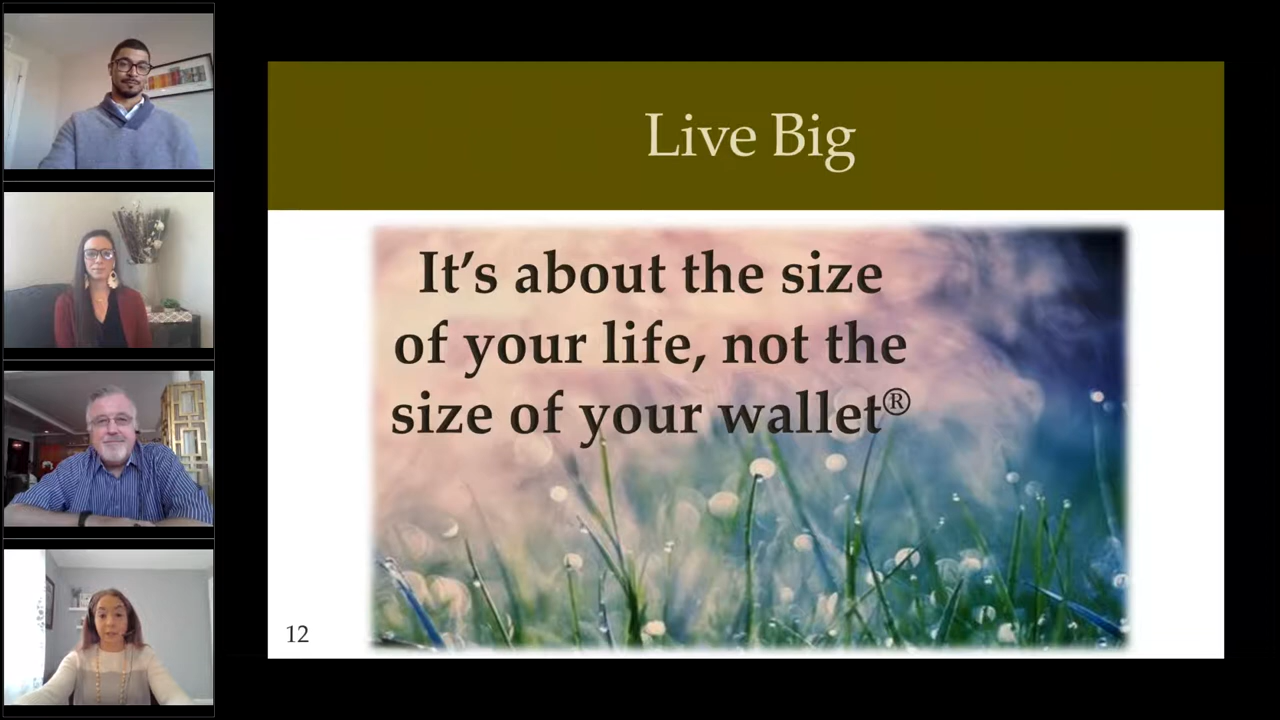 Live Big
It’s about the size
of your life, not the
size of your wallet®
12